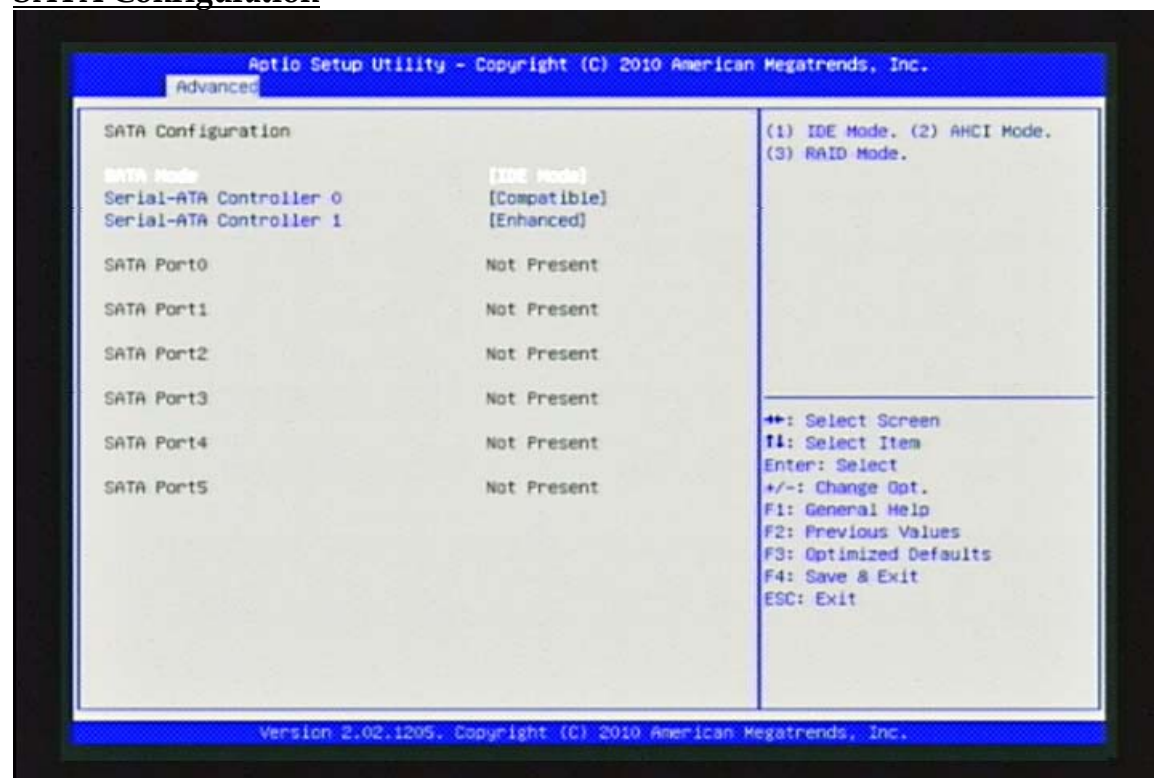 SATA Configuration
Aptio Setup Utility - Copyright (C) 2010 American Megatrends, Inc.
Advanced
SATA Configuration
SATA Mode [IDE Mode]
Serial-ATA Controller 0 [Compatible]
Serial-ATA Controller 1 [Enhanced]
SATA Port0 Not Present
SATA Port1 Not Present
SATA Port2 Not Present
SATA Port3 Not Present
SATA Port4 Not Present
SATA Port5 Not Present
(1) IDE Mode. (2) AHCI Mode.
(3) RAID Mode.
→←: Select Screen
↑↓: Select Item
Enter: Select
+/-: Change Opt.
F1: General Help
F2: Previous Values
F3: Optimized Defaults
F4: Save & Exit
ESC: Exit
Version 2.02.1205. Copyright (C) 2010 American Megatrends, Inc.